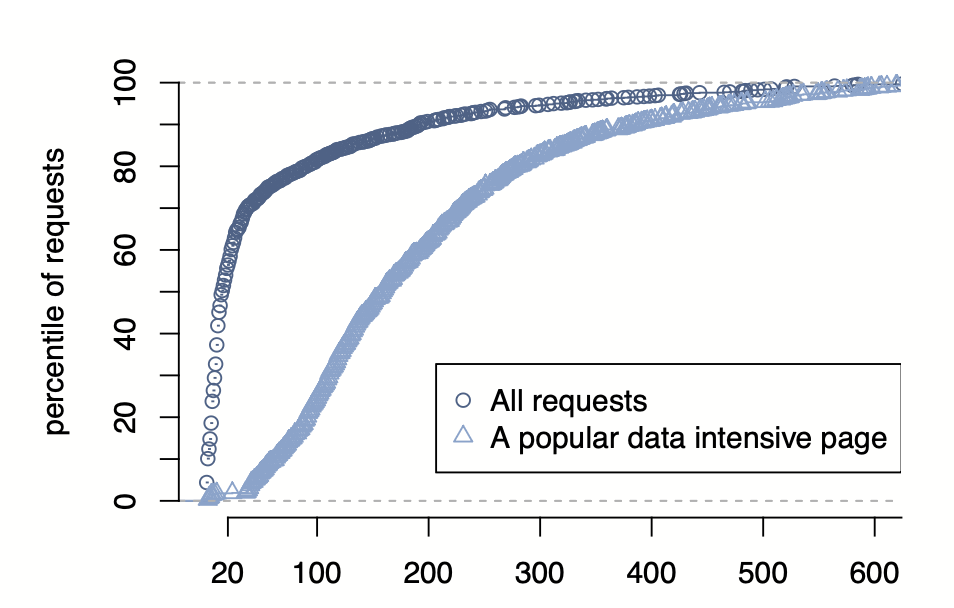 percentile of requests
100
80
60
40
20
0
All requests
A popular data intensive page
20 100 200 300 400 500 600